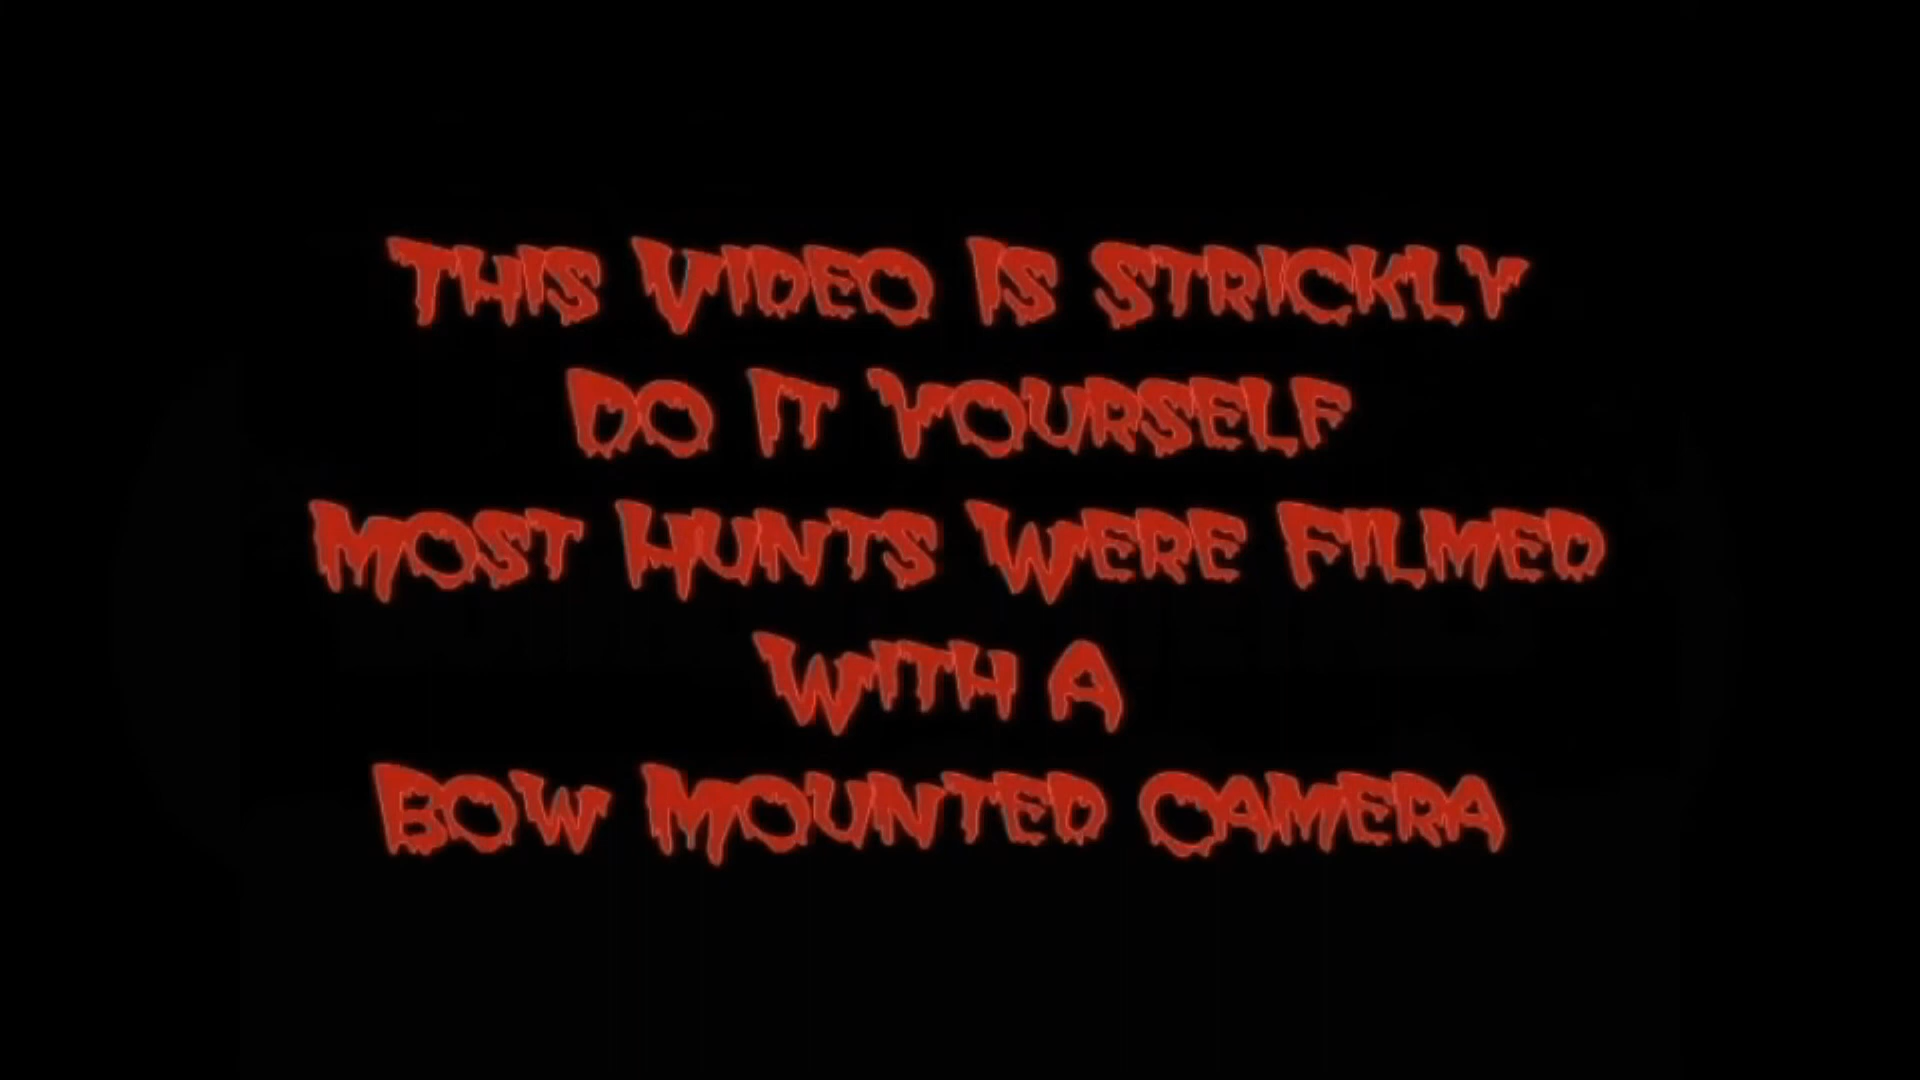 This Video Is Strickly
Do It Yourself
Most Hunts Were Filmed
With A
Bow Mounted Camera